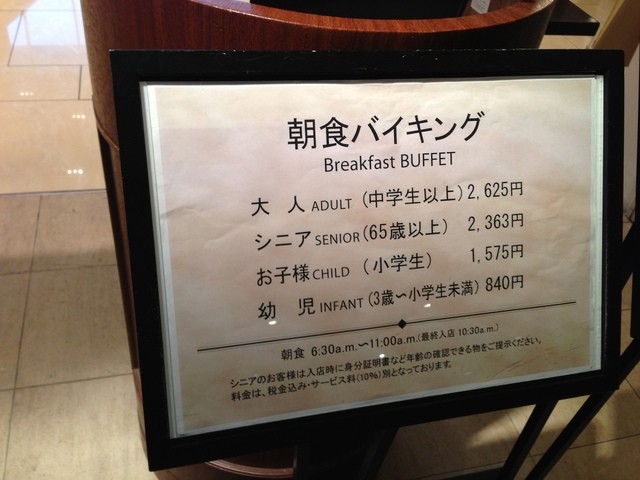 朝食バイキング
Breakfast BUFFET
大 人 ADULT (中学生以上) 2,625円
シニア SENIOR (65歳以上) 2,363円
お子様 CHILD (小学生) 1,575円
幼 児 INFANT (3歳〜小学生未満) 840円
朝食 6:30a.m.〜11:00a.m.(最終入店 10:30a.m.)
シニアのお客様は入店時に身分証明書など年齢の確認できる物をご提示ください。
料金は、税金込み・サービス料(10%)別となっております。